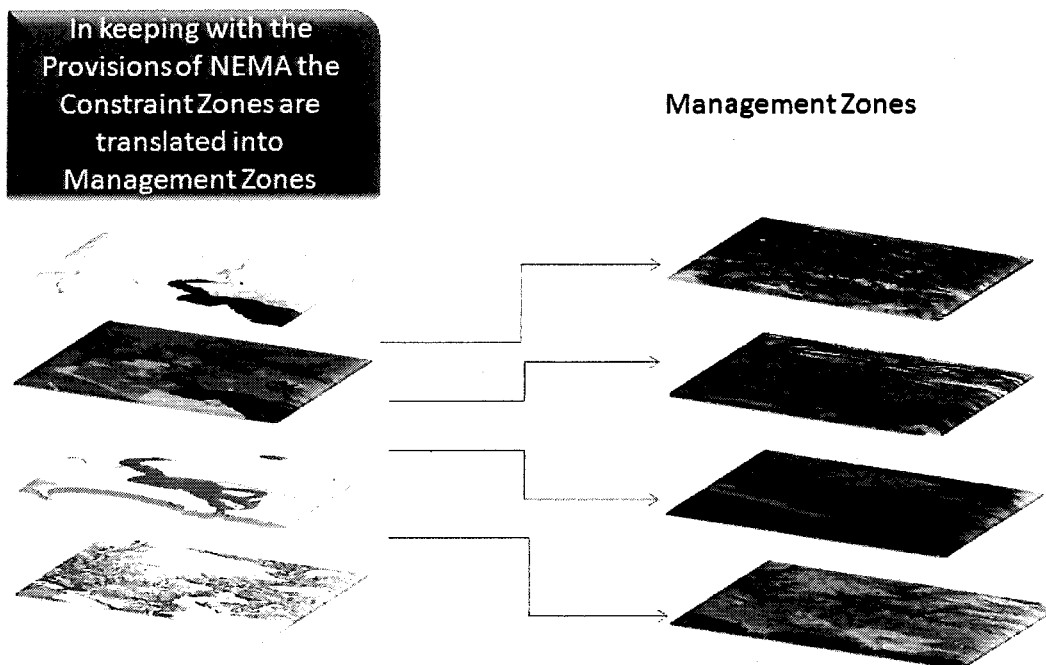 In keeping with the
Provisions of NEMA the
Constraint Zones are
translated into
Management Zones
Management Zones